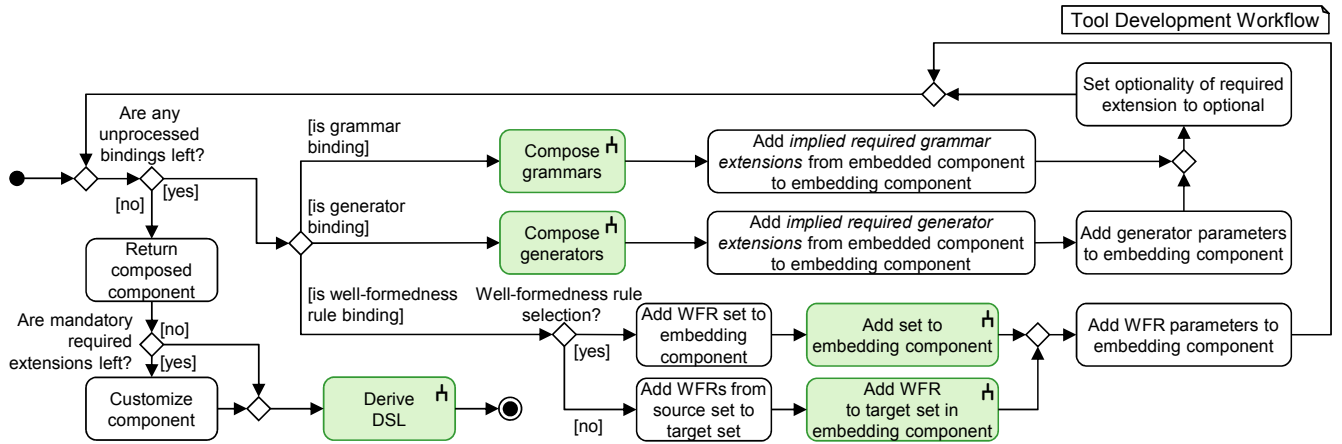 Tool Development Workflow
Are any
unprocessed
bindings left?
[yes]
[no]
Return
composed
component
Are mandatory
required
extensions left?
[no]
[yes]
Customize
component
Derive
DSL
[is grammar
binding]
Compose
grammars
Add implied required grammar
extensions from embedded component
to embedding component
Set optionality of required
extension to optional
[is generator
binding]
Compose
generators
Add implied required generator
extensions from embedded component
to embedding component
Add generator parameters
to embedding component
[is well-formedness
rule binding]
Well-formedness rule
selection?
[yes]
Add WFR set to
embedding
component
Add set to
embedding component
Add WFR parameters to
embedding component
[no]
Add WFRs from
source set to
target set
Add WFR
to target set in
embedding component